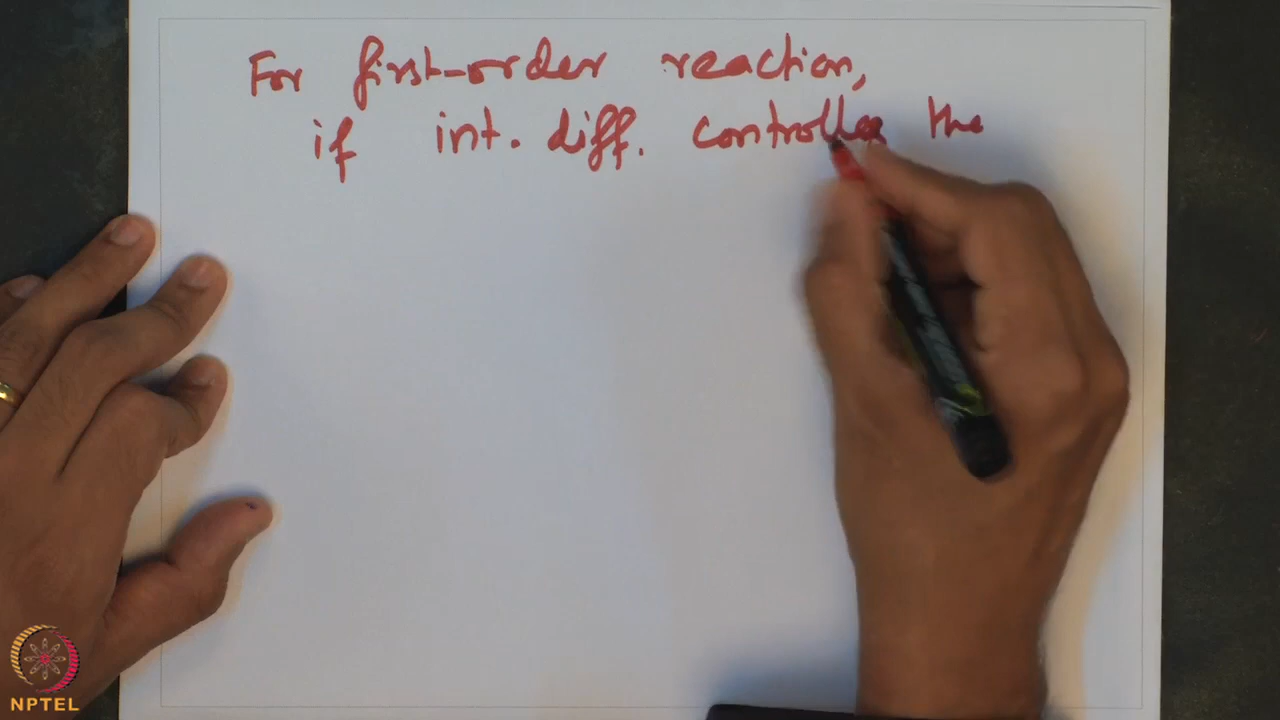 For first-order reaction,
if int. diff. controlles the
NPTEL